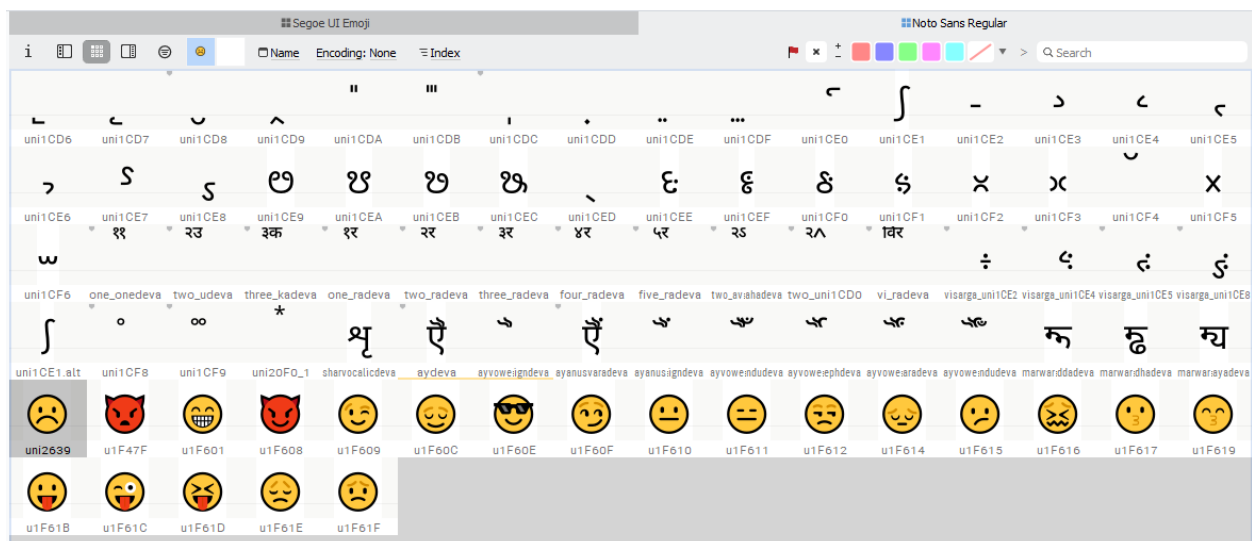 Segoe UI Emoji Noto Sans Regular
i Name Encoding: None Index Search
uni1CD6 uni1CD7 uni1CD8 uni1CD9 uni1CDA uni1CDB uni1CDC uni1CDD uni1CDE uni1CDF uni1CE0 uni1CE1 uni1CE2 uni1CE3 uni1CE4 uni1CE5
uni1CE6 uni1CE7 uni1CE8 uni1CE9 uni1CEA uni1CEB uni1CEC uni1CED uni1CEE uni1CEF uni1CF0 uni1CF1 uni1CF2 uni1CF3 uni1CF4 uni1CF5
११ २उ ३क १र २र ३र ४र ५र २ऽ २^ विर
uni1CF6 one_onedeva two_udeva three_kadeva one_radeva two_radeva three_radeva four_radeva five_radeva two_aviahadeva two_uni1CD0 vi_radeva visarga_uni1CE2 visarga_uni1CE4 visarga_uni1CE5 visarga_uni1CE8
शृ ऐ ऐं
uni1CE1.alt uni1CF8 uni1CF9 uni20F0_1 sharvocalicdeva aydeva ayanusvaradeva
uni2639 u1F47F u1F601 u1F608 u1F609 u1F60C u1F60E u1F60F u1F610 u1F611 u1F612 u1F614 u1F615 u1F616 u1F617 u1F619
u1F61B u1F61C u1F61D u1F61E u1F61F